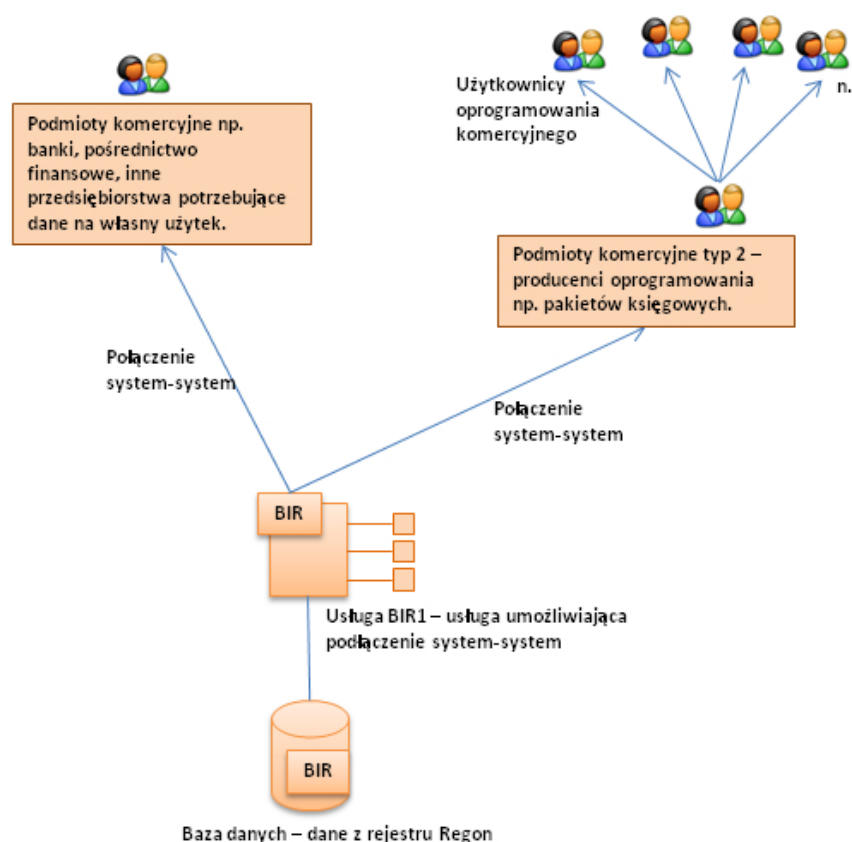 Użytkownicy
oprogramowania
komercyjnego
n.
Podmioty komercyjne np.
banki, pośrednictwo
finansowe, inne
przedsiębiorstwa potrzebujące
dane na własny użytek.
Podmioty komercyjne typ 2 –
producenci oprogramowania
np. pakietów księgowych.
Połączenie
system-system
Połączenie
system-system
BIR
Usługa BIR1 – usługa umożliwiająca
podłączenie system-system
BIR
Baza danych – dane z rejestru Regon